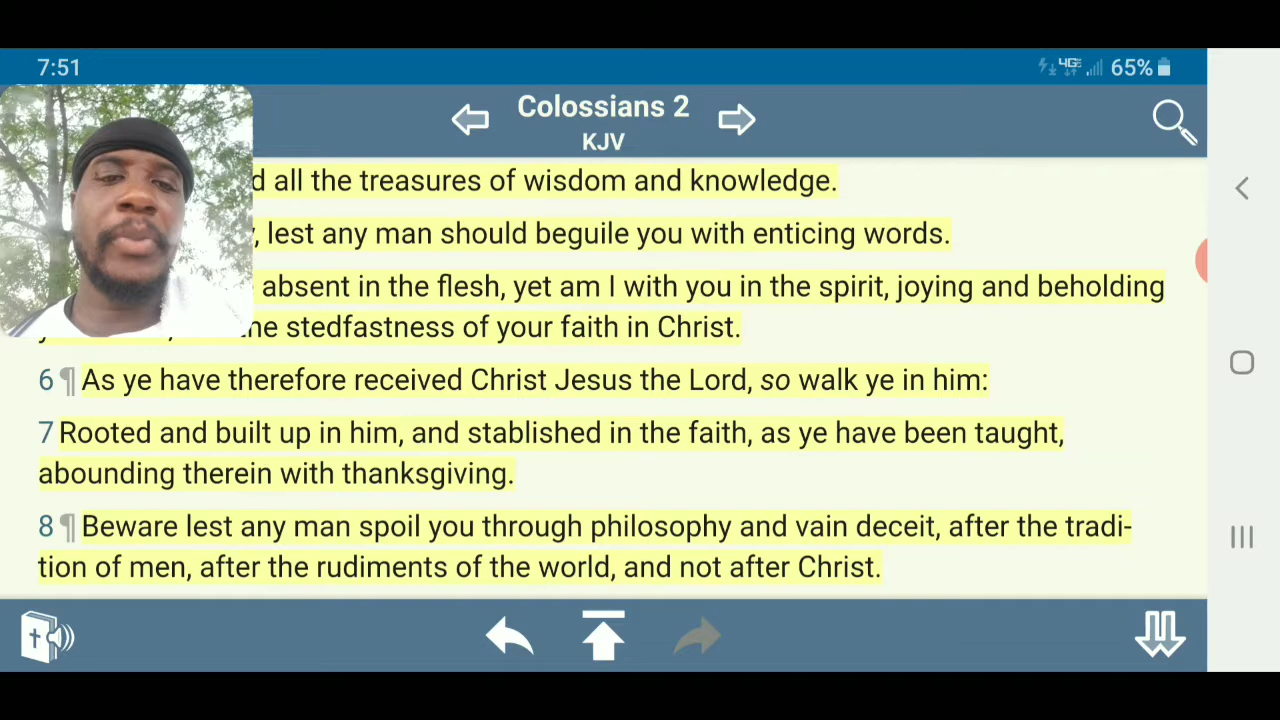 7:51
4G 65%
Colossians 2
KJV
d all the treasures of wisdom and knowledge.
, lest any man should beguile you with enticing words.
absent in the flesh, yet am I with you in the spirit, joying and beholding
the stedfastness of your faith in Christ.
6 ¶ As ye have therefore received Christ Jesus the Lord, so walk ye in him:
7 Rooted and built up in him, and stablished in the faith, as ye have been taught,
abounding therein with thanksgiving.
8 ¶ Beware lest any man spoil you through philosophy and vain deceit, after the tradi-
tion of men, after the rudiments of the world, and not after Christ.